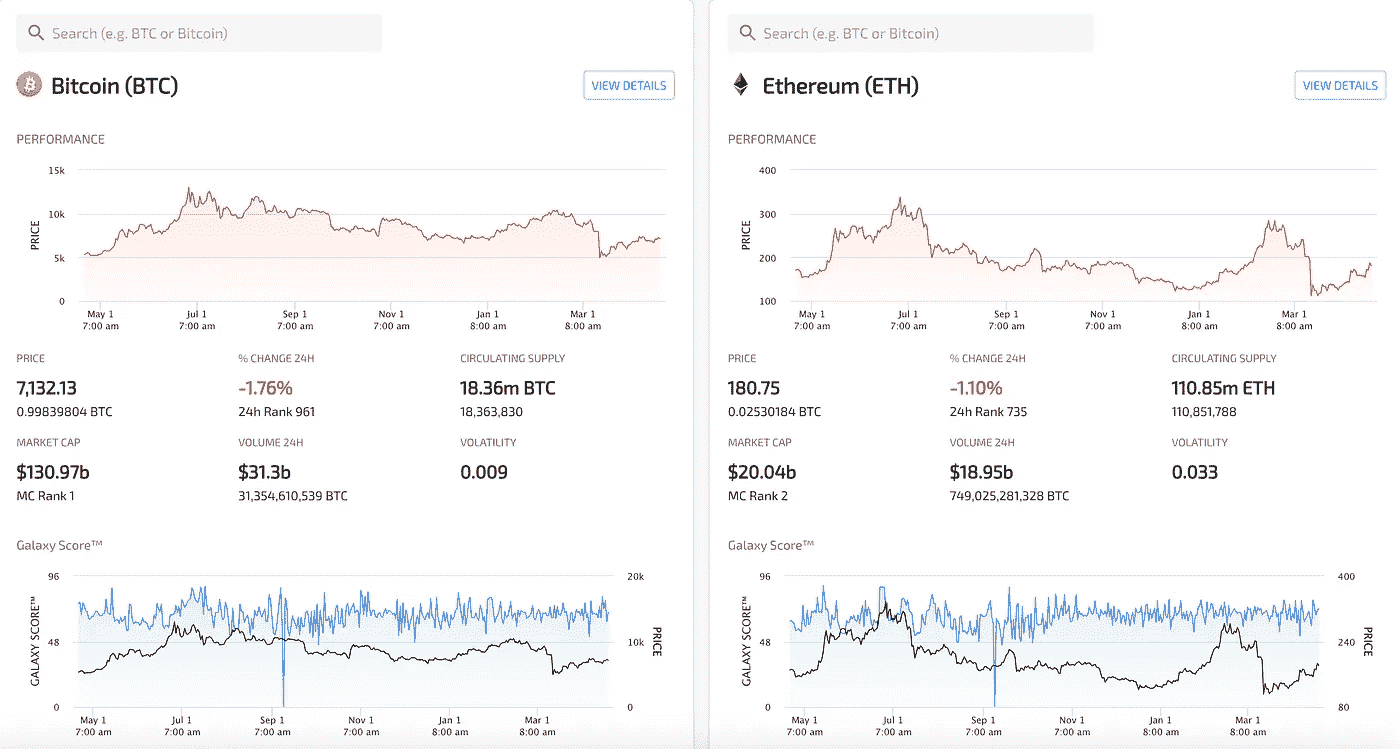 Search (e.g. BTC or Bitcoin)
Bitcoin (BTC)
VIEW DETAILS
PERFORMANCE
15k
10k
5k
0
PRICE
May 1 Jul 1 Sep 1 Nov 1 Jan 1 Mar 1
7:00 am 7:00 am 7:00 am 7:00 am 8:00 am 8:00 am
PRICE % CHANGE 24H CIRCULATING SUPPLY
7,132.13 -1.76% 18.36m BTC
0.99839804 BTC 24h Rank 961 18,363,830
MARKET CAP VOLUME 24H VOLATILITY
$130.97b $31.3b 0.009
MC Rank 1 31,354,610,539 BTC
Galaxy Score™
96
48
0
GALAXY SCORE™
20k
10k
0
PRICE
May 1 Jul 1 Sep 1 Nov 1 Jan 1 Mar 1
7:00 am 7:00 am 7:00 am 7:00 am 8:00 am 8:00 am
Search (e.g. BTC or Bitcoin)
Ethereum (ETH)
VIEW DETAILS
PERFORMANCE
400
300
200
100
PRICE
May 1 Jul 1 Sep 1 Nov 1 Jan 1 Mar 1
7:00 am 7:00 am 7:00 am 7:00 am 8:00 am 8:00 am
PRICE % CHANGE 24H CIRCULATING SUPPLY
180.75 -1.10% 110.85m ETH
0.02530184 BTC 24h Rank 735 110,851,788
MARKET CAP VOLUME 24H VOLATILITY
$20.04b $18.95b 0.033
MC Rank 2 749,025,281,328 BTC
Galaxy Score™
96
48
0
GALAXY SCORE™
400
240
80
PRICE
May 1 Jul 1 Sep 1 Nov 1 Jan 1 Mar 1
7:00 am 7:00 am 7:00 am 7:00 am 8:00 am 8:00 am